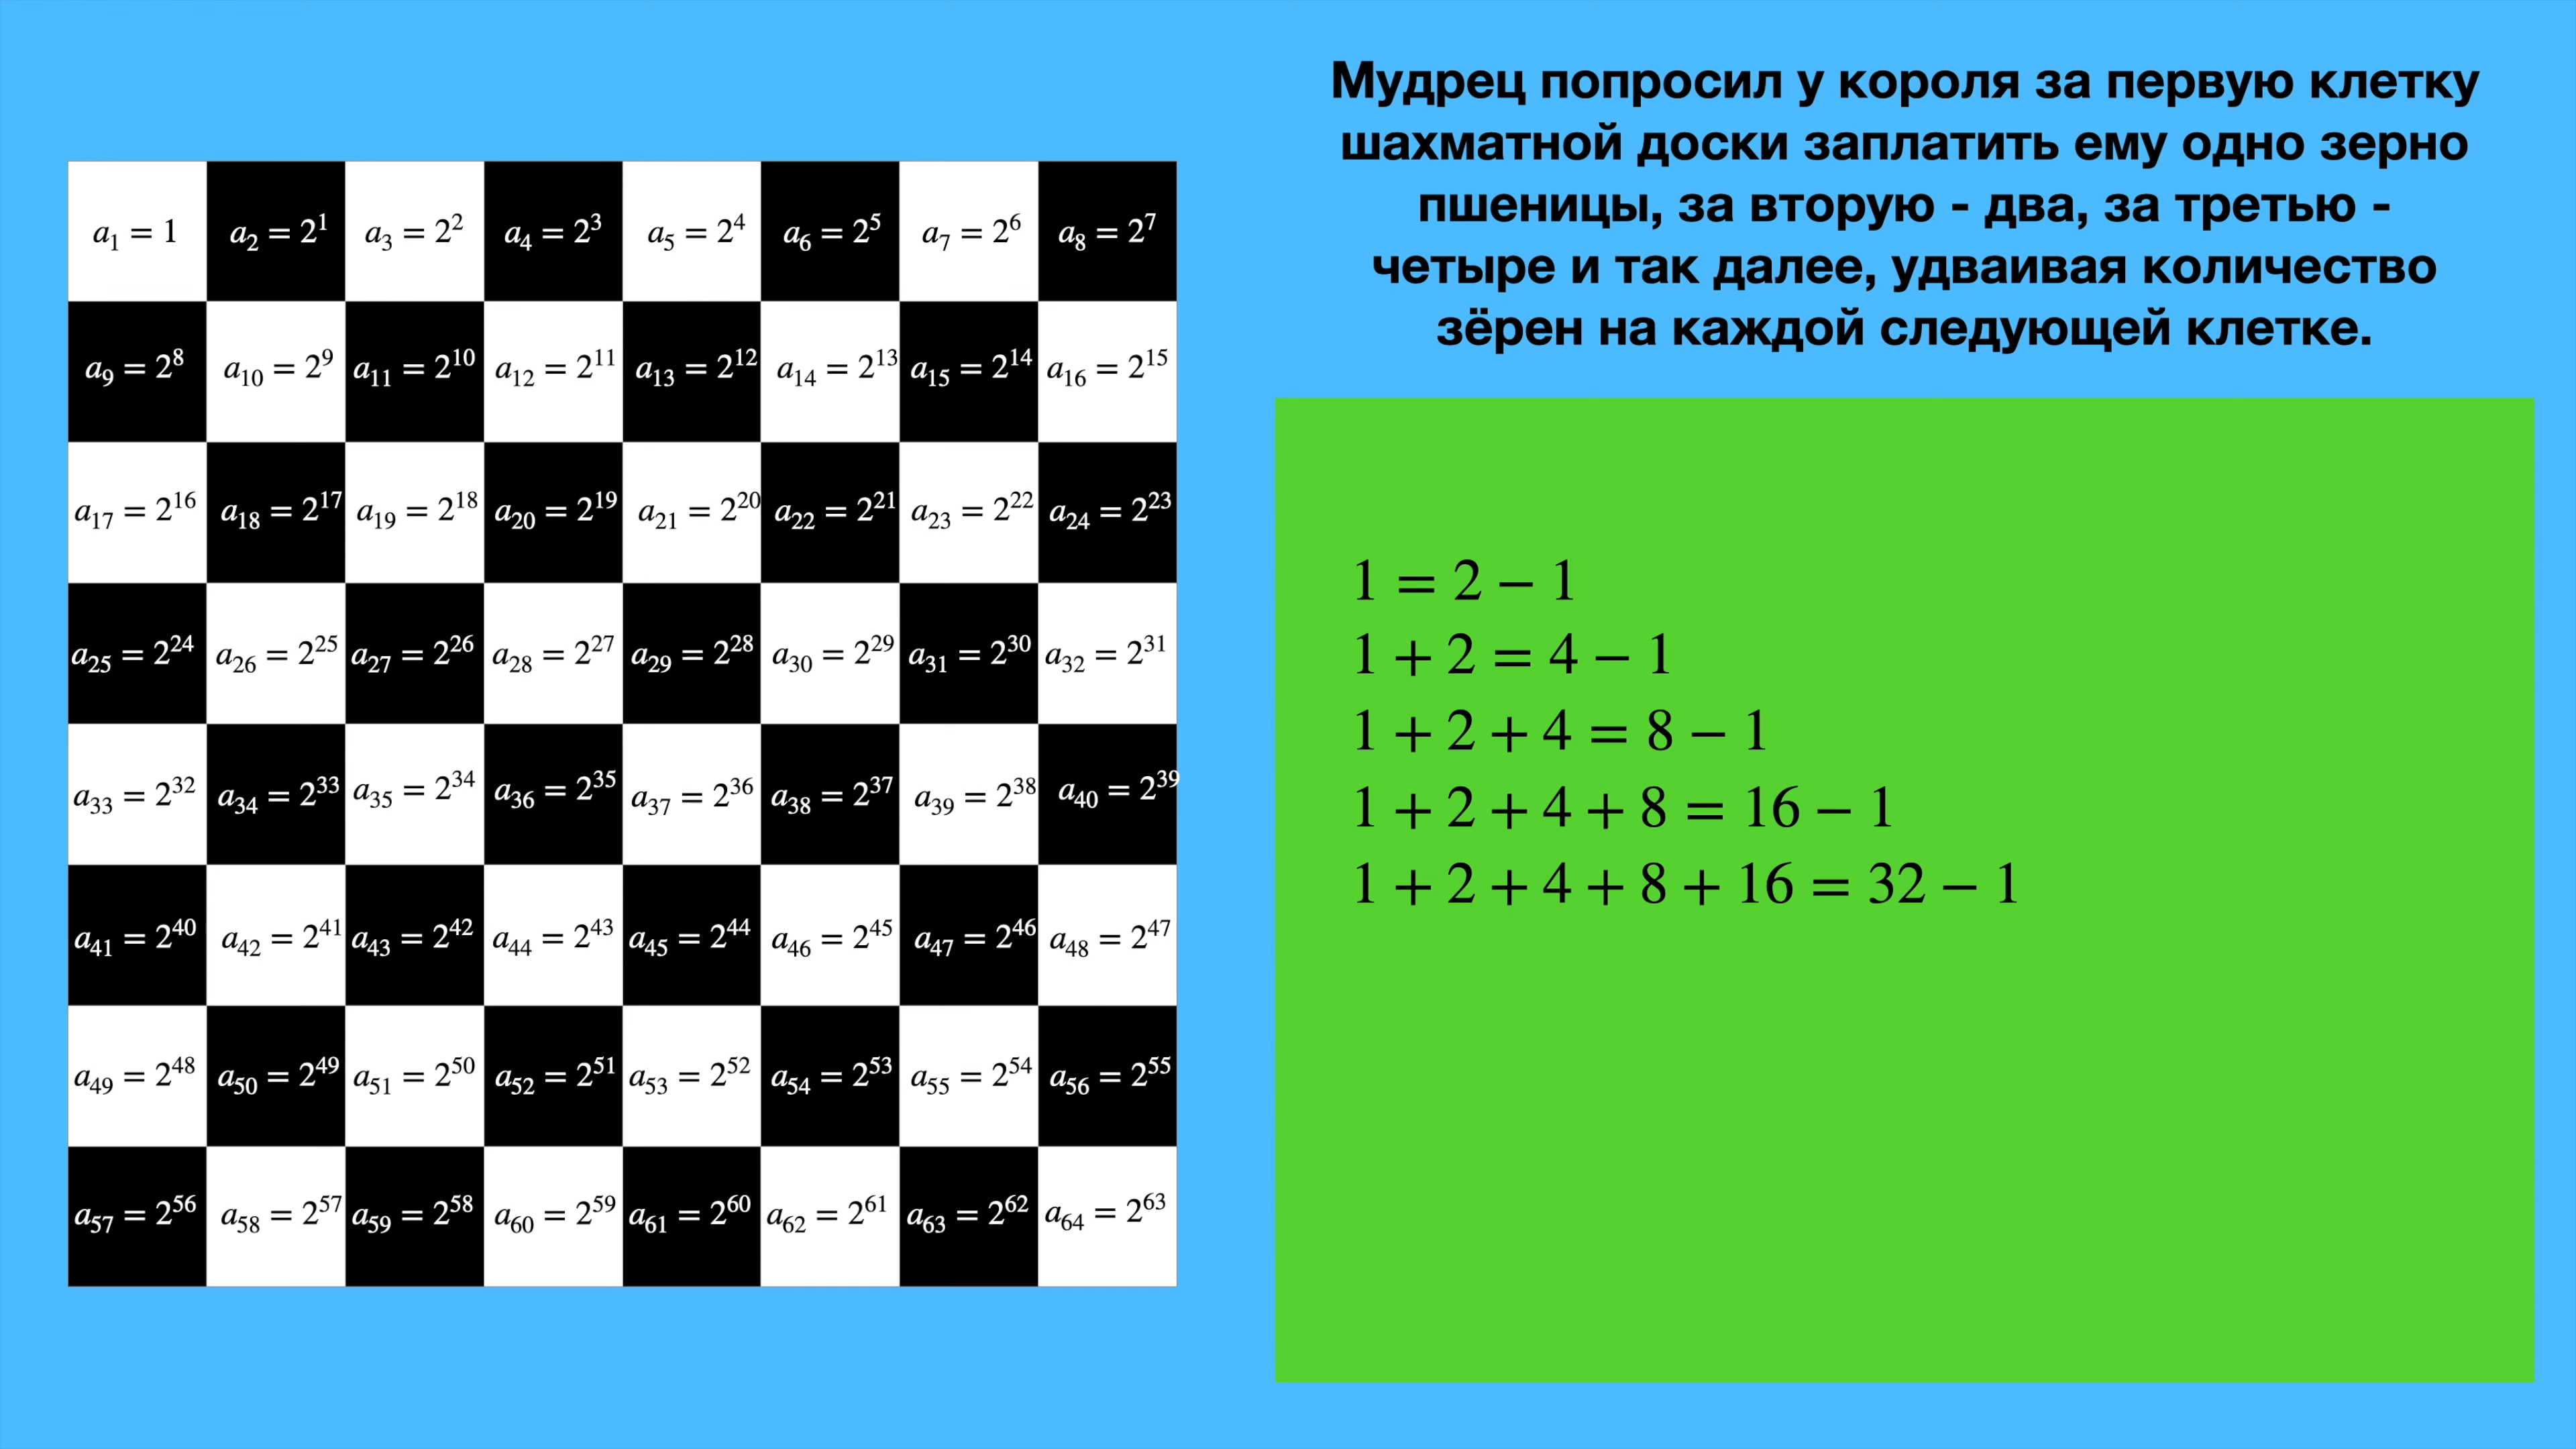 Мудрец попросил у короля за первую клетку
шахматной доски заплатить ему одно зерно
пшеницы, за вторую - два, за третью -
четыре и так далее, удваивая количество
зёрен на каждой следующей клетке.
a₁ = 1 a₂ = 2¹ a₃ = 2² a₄ = 2³ a₅ = 2⁴ a₆ = 2⁵ a₇ = 2⁶ a₈ = 2⁷
a₉ = 2⁸ a₁₀ = 2⁹ a₁₁ = 2¹⁰ a₁₂ = 2¹¹ a₁₃ = 2¹² a₁₄ = 2¹³ a₁₅ = 2¹⁴ a₁₆ = 2¹⁵
a₁₇ = 2¹⁶ a₁₈ = 2¹⁷ a₁₉ = 2¹⁸ a₂₀ = 2¹⁹ a₂₁ = 2²⁰ a₂₂ = 2²¹ a₂₃ = 2²² a₂₄ = 2²³
a₂₅ = 2²⁴ a₂₆ = 2²⁵ a₂₇ = 2²⁶ a₂₈ = 2²⁷ a₂₉ = 2²⁸ a₃₀ = 2²⁹ a₃₁ = 2³⁰ a₃₂ = 2³¹
a₃₃ = 2³² a₃₄ = 2³³ a₃₅ = 2³⁴ a₃₆ = 2³⁵ a₃₇ = 2³⁶ a₃₈ = 2³⁷ a₃₉ = 2³⁸ a₄₀ = 2³⁹
a₄₁ = 2⁴⁰ a₄₂ = 2⁴¹ a₄₃ = 2⁴² a₄₄ = 2⁴³ a₄₅ = 2⁴⁴ a₄₆ = 2⁴⁵ a₄₇ = 2⁴⁶ a₄₈ = 2⁴⁷
a₄₉ = 2⁴⁸ a₅₀ = 2⁴⁹ a₅₁ = 2⁵⁰ a₅₂ = 2⁵¹ a₅₃ = 2⁵² a₅₄ = 2⁵³ a₅₅ = 2⁵⁴ a₅₆ = 2⁵⁵
a₅₇ = 2⁵⁶ a₅₈ = 2⁵⁷ a₅₉ = 2⁵⁸ a₆₀ = 2⁵⁹ a₆₁ = 2⁶⁰ a₆₂ = 2⁶¹ a₆₃ = 2⁶² a₆₄ = 2⁶³
1 = 2 − 1
1 + 2 = 4 − 1
1 + 2 + 4 = 8 − 1
1 + 2 + 4 + 8 = 16 − 1
1 + 2 + 4 + 8 + 16 = 32 − 1